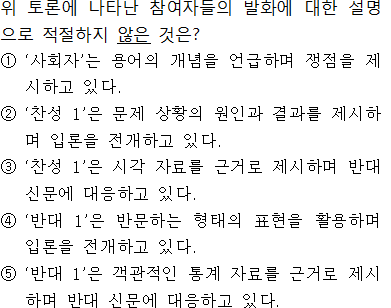 위 토론에 나타난 참여자들의 발화에 대한 설명
으로 적절하지 않은 것은?
① ‘사회자’는 용어의 개념을 언급하며 쟁점을 제
시하고 있다.
② ‘찬성 1’은 문제 상황의 원인과 결과를 제시하
며 입론을 전개하고 있다.
③ ‘찬성 1’은 시각 자료를 근거로 제시하며 반대
신문에 대응하고 있다.
④ ‘반대 1’은 반문하는 형태의 표현을 활용하며
입론을 전개하고 있다.
⑤ ‘반대 1’은 객관적인 통계 자료를 근거로 제시
하며 반대 신문에 대응하고 있다.